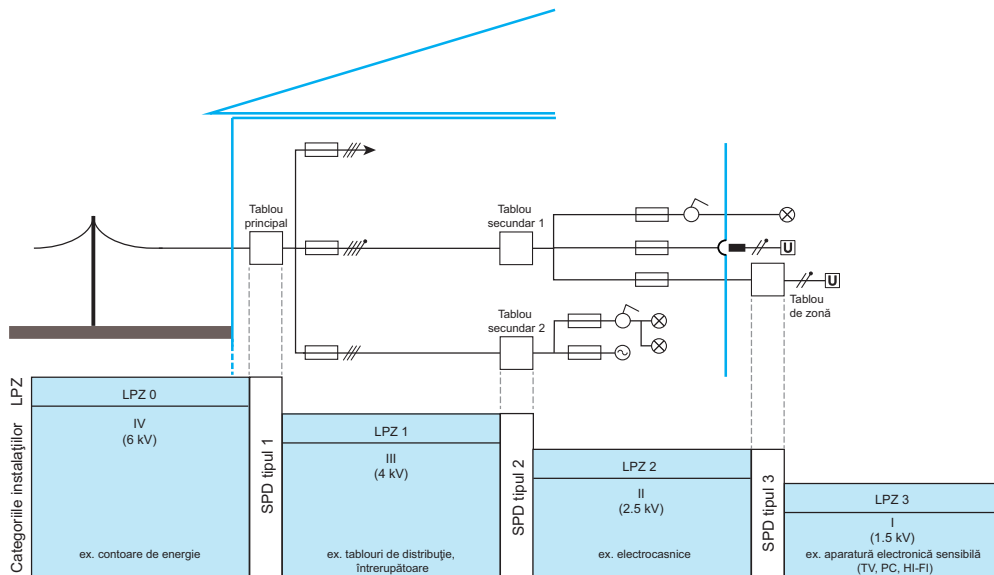 Tablou
principal
Tablou
secundar 1
U
U
Tablou
de zonă
Tablou
secundar 2
LPZ
Categoriile instalațiilor
LPZ 0
IV
(6 kV)
ex. contoare de energie
SPD tipul 1
LPZ 1
III
(4 kV)
ex. tablouri de distribuție,
întrerupătoare
SPD tipul 2
LPZ 2
II
(2.5 kV)
ex. electrocasnice
SPD tipul 3
LPZ 3
I
(1.5 kV)
ex. aparatură electronică sensibilă
(TV, PC, HI-FI)